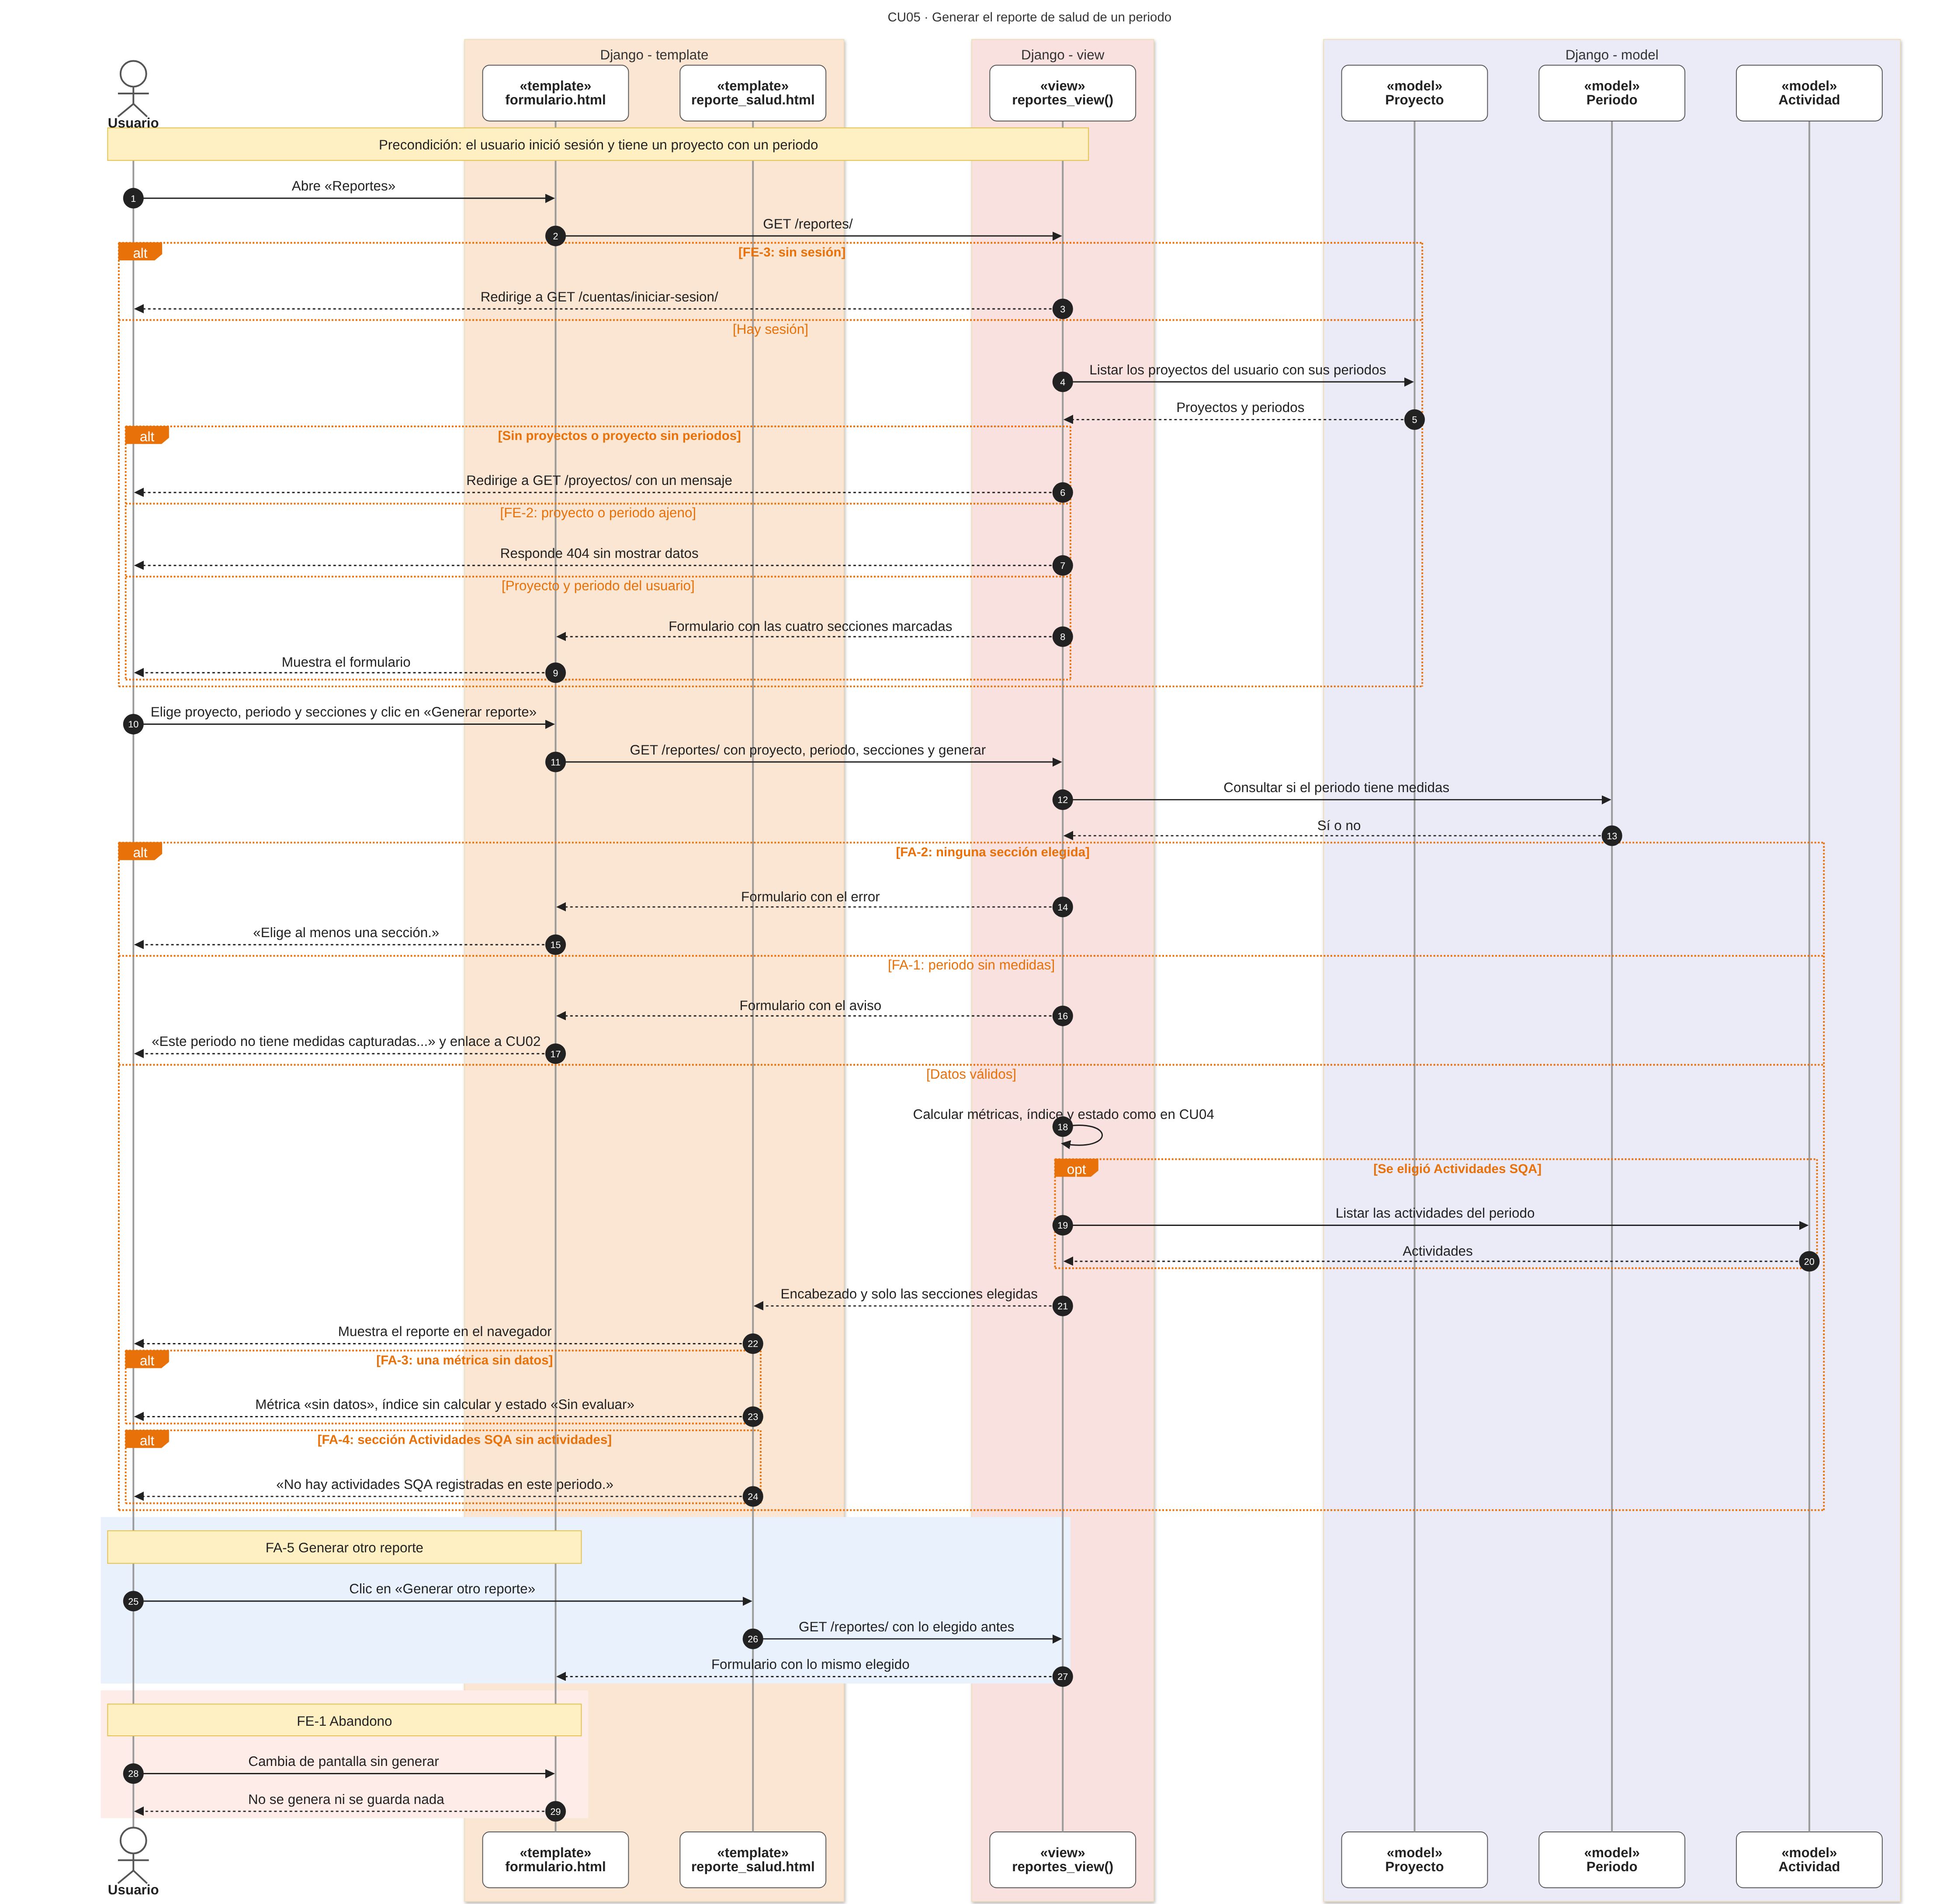 CU05 · Generar el reporte de salud de un periodo
Django - template
Django - view
Django - model
Usuario
«template»
formulario.html
«template»
reporte_salud.html
«view»
reportes_view()
«model»
Proyecto
«model»
Periodo
«model»
Actividad
Precondición: el usuario inició sesión y tiene un proyecto con un periodo
1
Abre «Reportes»
2
GET /reportes/
alt
[FE-3: sin sesión]
Redirige a GET /cuentas/iniciar-sesion/
3
[Hay sesión]
4
Listar los proyectos del usuario con sus periodos
Proyectos y periodos
5
alt
[Sin proyectos o proyecto sin periodos]
Redirige a GET /proyectos/ con un mensaje
6
[FE-2: proyecto o periodo ajeno]
Responde 404 sin mostrar datos
7
[Proyecto y periodo del usuario]
Formulario con las cuatro secciones marcadas
8
Muestra el formulario
9
10
Elige proyecto, periodo y secciones y clic en «Generar reporte»
11
GET /reportes/ con proyecto, periodo, secciones y generar
12
Consultar si el periodo tiene medidas
Sí o no
13
alt
[FA-2: ninguna sección elegida]
Formulario con el error
14
«Elige al menos una sección.»
15
[FA-1: periodo sin medidas]
Formulario con el aviso
16
«Este periodo no tiene medidas capturadas...» y enlace a CU02
17
[Datos válidos]
Calcular métricas, índice y estado como en CU04
18
opt
[Se eligió Actividades SQA]
19
Listar las actividades del periodo
Actividades
20
Encabezado y solo las secciones elegidas
21
Muestra el reporte en el navegador
22
alt
[FA-3: una métrica sin datos]
Métrica «sin datos», índice sin calcular y estado «Sin evaluar»
23
alt
[FA-4: sección Actividades SQA sin actividades]
«No hay actividades SQA registradas en este periodo.»
24
FA-5 Generar otro reporte
25
Clic en «Generar otro reporte»
26
GET /reportes/ con lo elegido antes
Formulario con lo mismo elegido
27
FE-1 Abandono
28
Cambia de pantalla sin generar
No se genera ni se guarda nada
29
Usuario
«template»
formulario.html
«template»
reporte_salud.html
«view»
reportes_view()
«model»
Proyecto
«model»
Periodo
«model»
Actividad